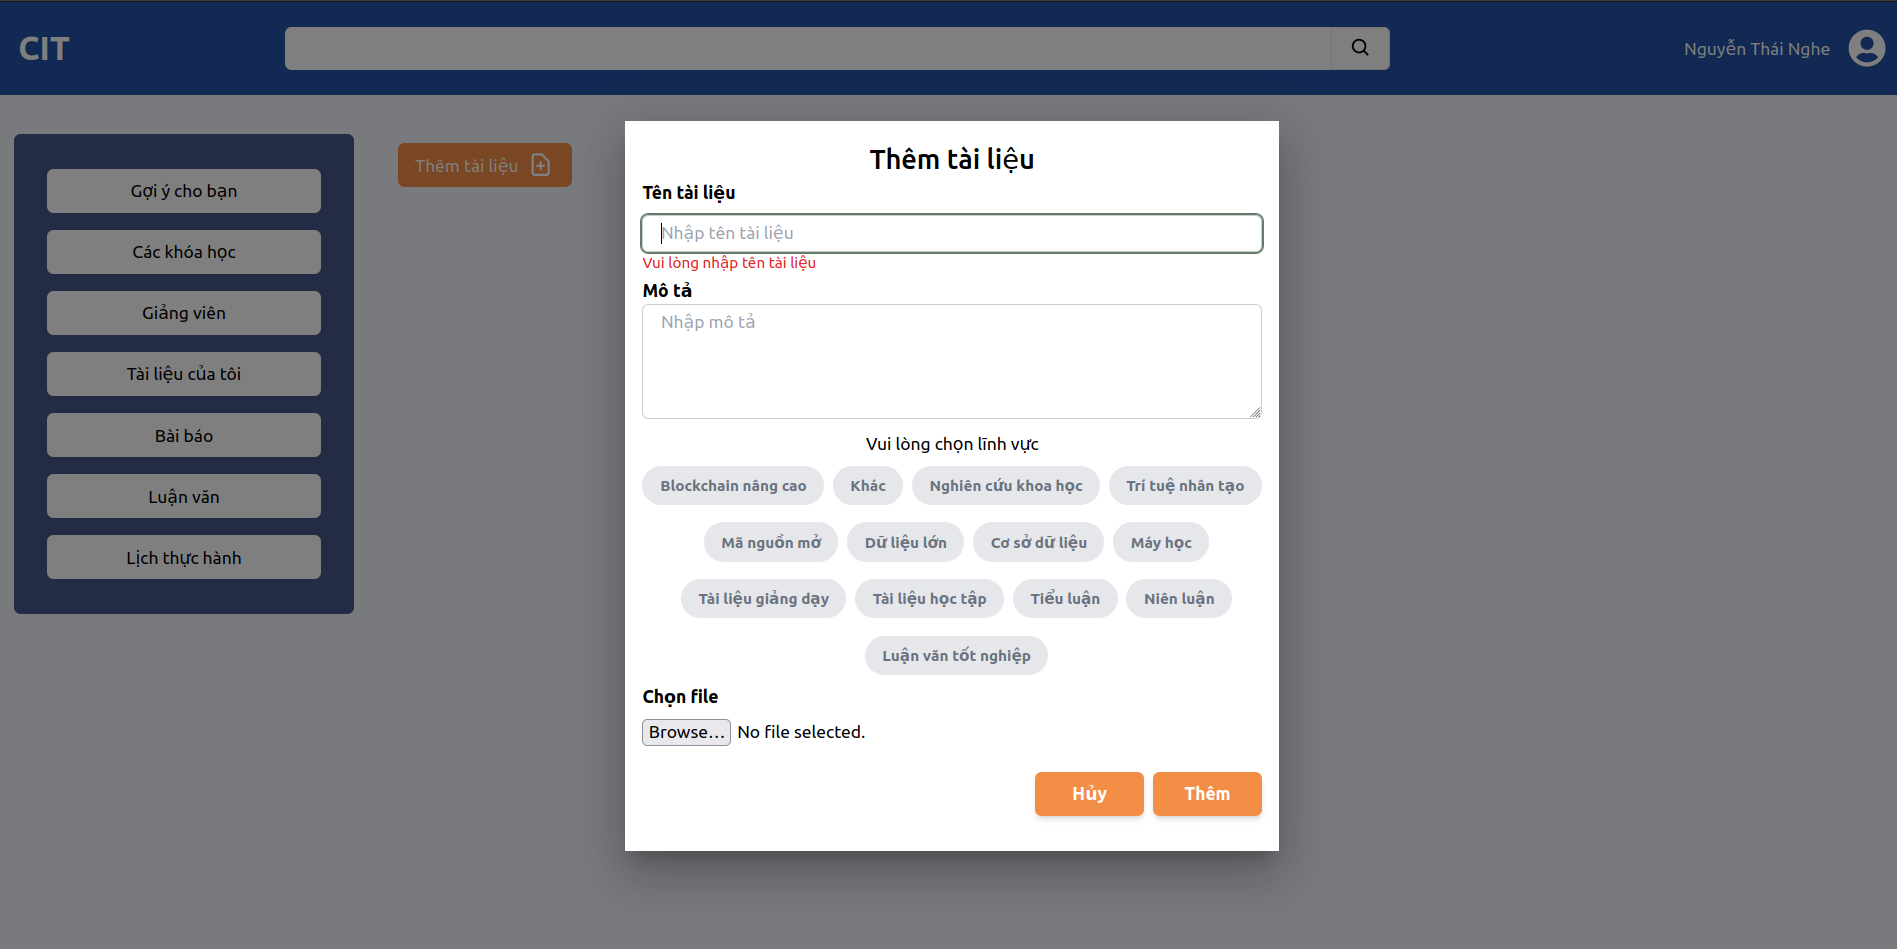 CIT
Nguyễn Thái Nghe
Gợi ý cho bạn
Các khóa học
Giảng viên
Tài liệu của tôi
Bài báo
Luận văn
Lịch thực hành
Thêm tài liệu
Thêm tài liệu
Tên tài liệu
Nhập tên tài liệu
Vui lòng nhập tên tài liệu
Mô tả
Nhập mô tả
Vui lòng chọn lĩnh vực
Blockchain nâng cao Khác Nghiên cứu khoa học Trí tuệ nhân tạo
Mã nguồn mở Dữ liệu lớn Cơ sở dữ liệu Máy học
Tài liệu giảng dạy Tài liệu học tập Tiểu luận Niên luận
Luận văn tốt nghiệp
Chọn file
Browse... No file selected.
Hủy Thêm